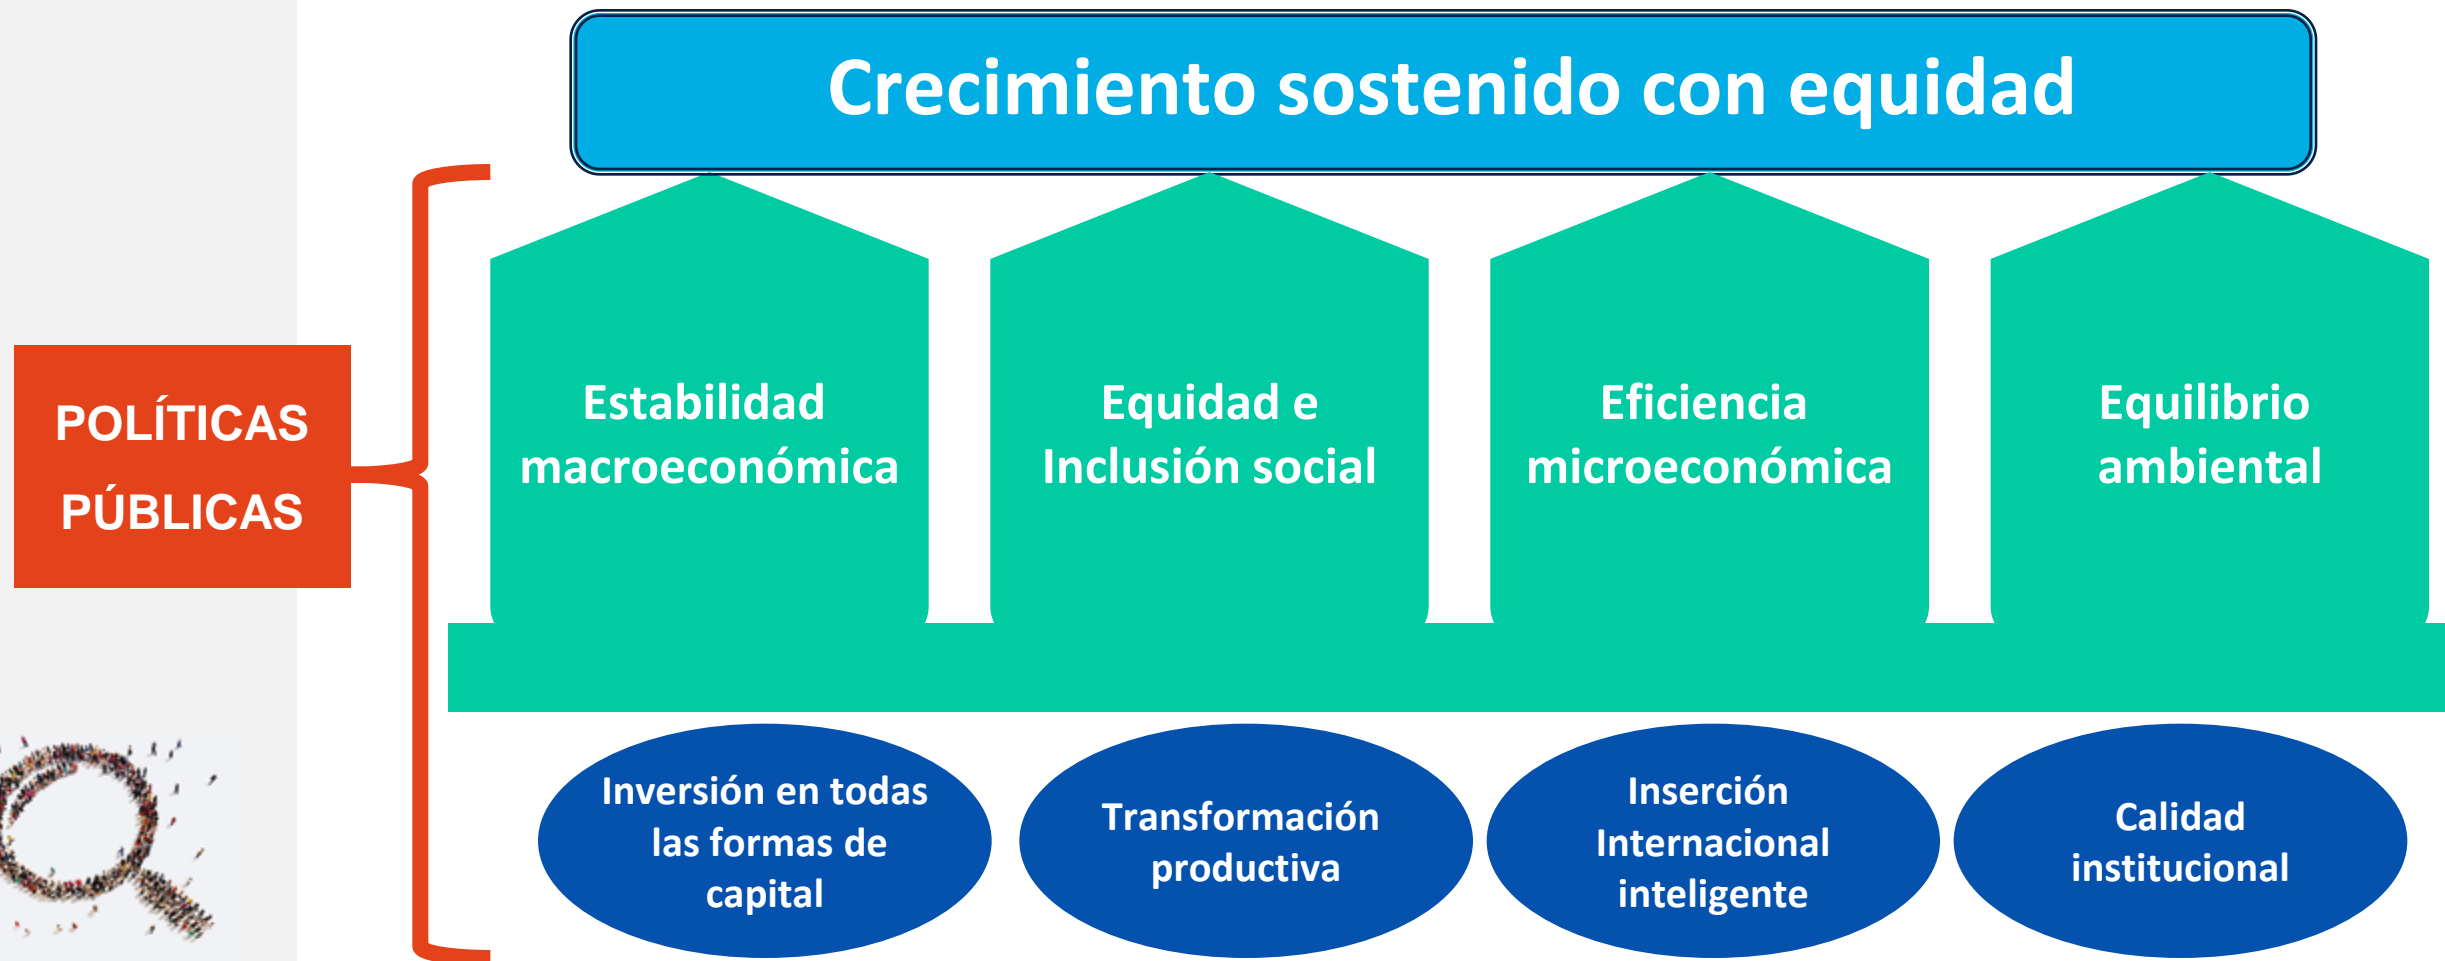 Crecimiento sostenido con equidad
POLÍTICAS
PÚBLICAS
Estabilidad
macroeconómica
Equidad e
Inclusión social
Eficiencia
microeconómica
Equilibrio
ambiental
Inversión en todas
las formas de
capital
Transformación
productiva
Inserción
Internacional
inteligente
Calidad
institucional